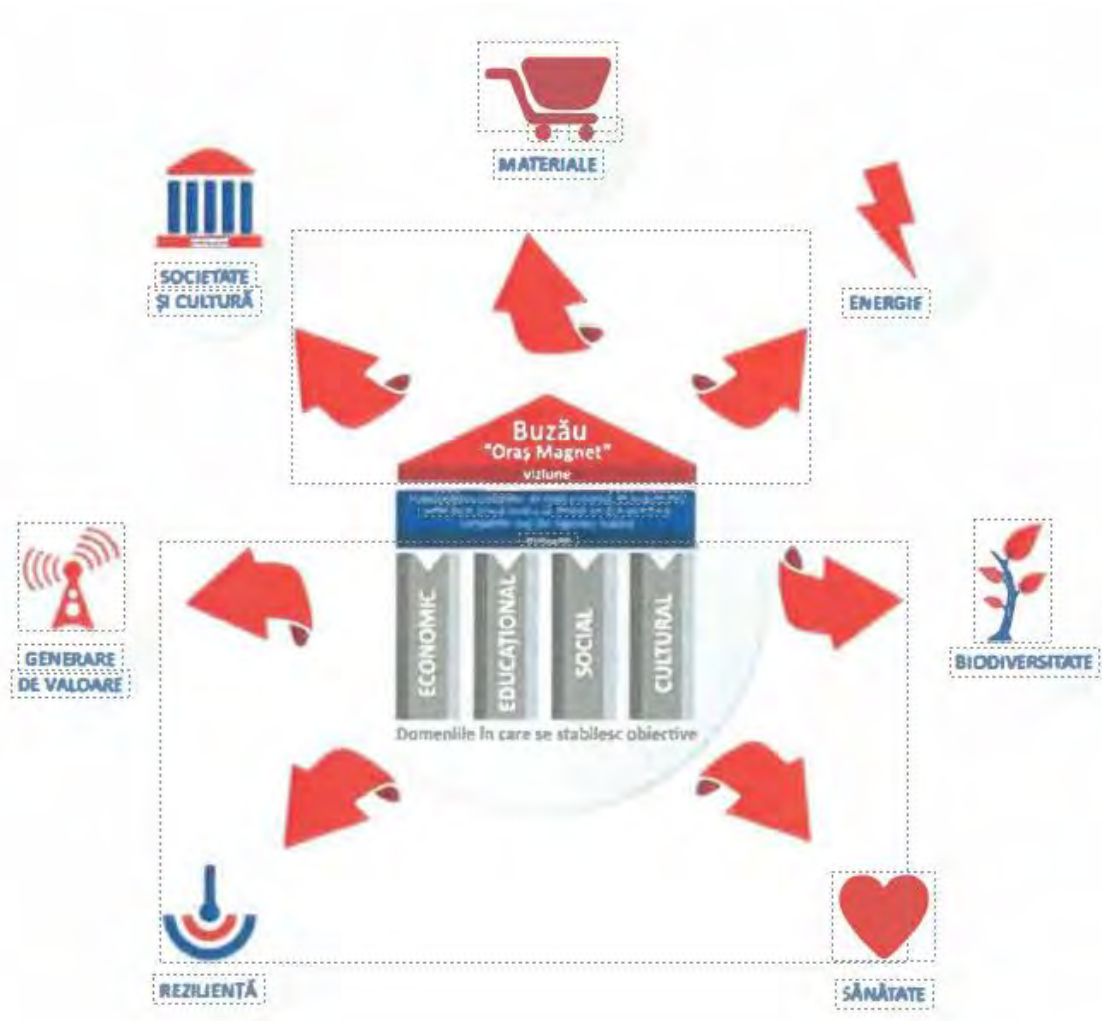 MATERIALE
SOCIETATE
ȘI CULTURĂ
ENERGIE
Buzău
"Oraș Magnet"
viziune
GENERARE
DE VALOARE
BIODIVERSITATE
ECONOMIC
EDUCAȚIONAL
SOCIAL
CULTURAL
Domeniile în care se stabilesc obiective
REZILIENȚĂ
SĂNĂTATE